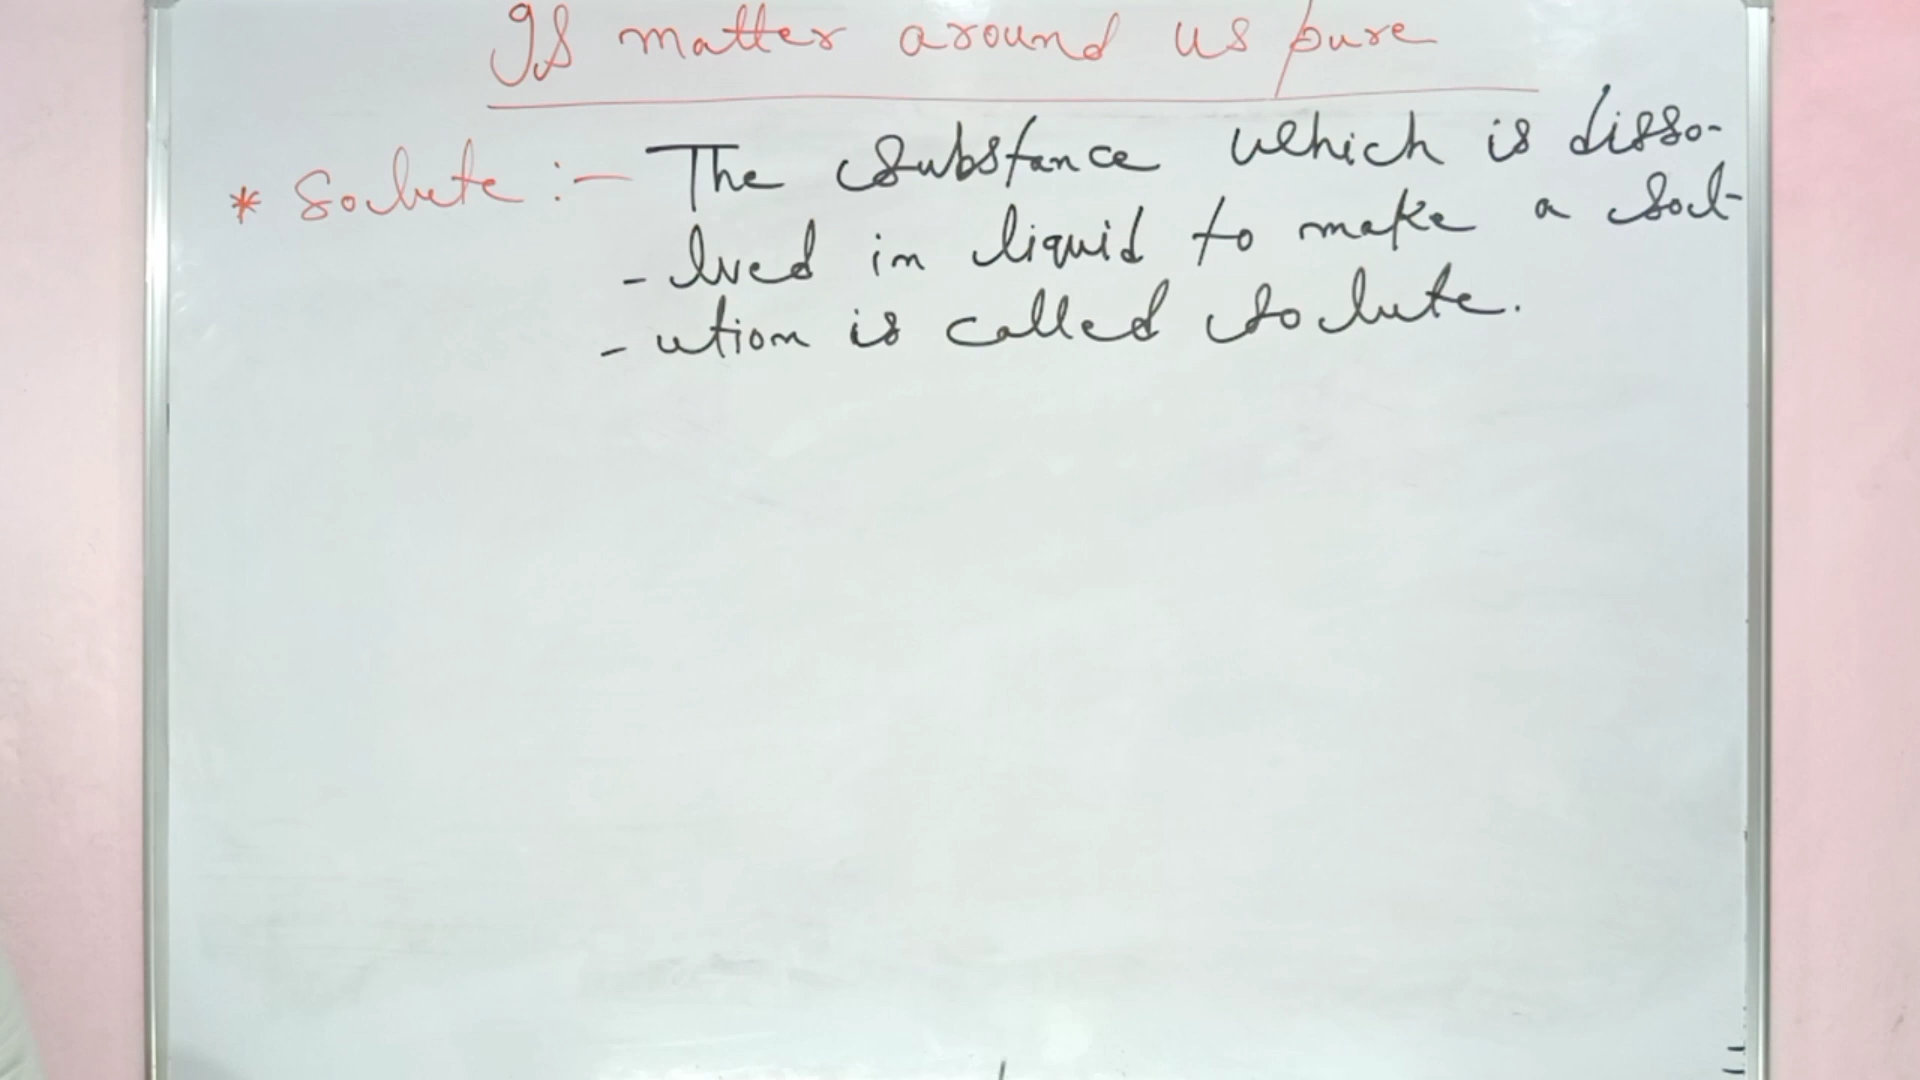 Is matter around us pure
* Solute :- The substance which is disso-
- lved in liquid to make a sol-
- ution is called solute.